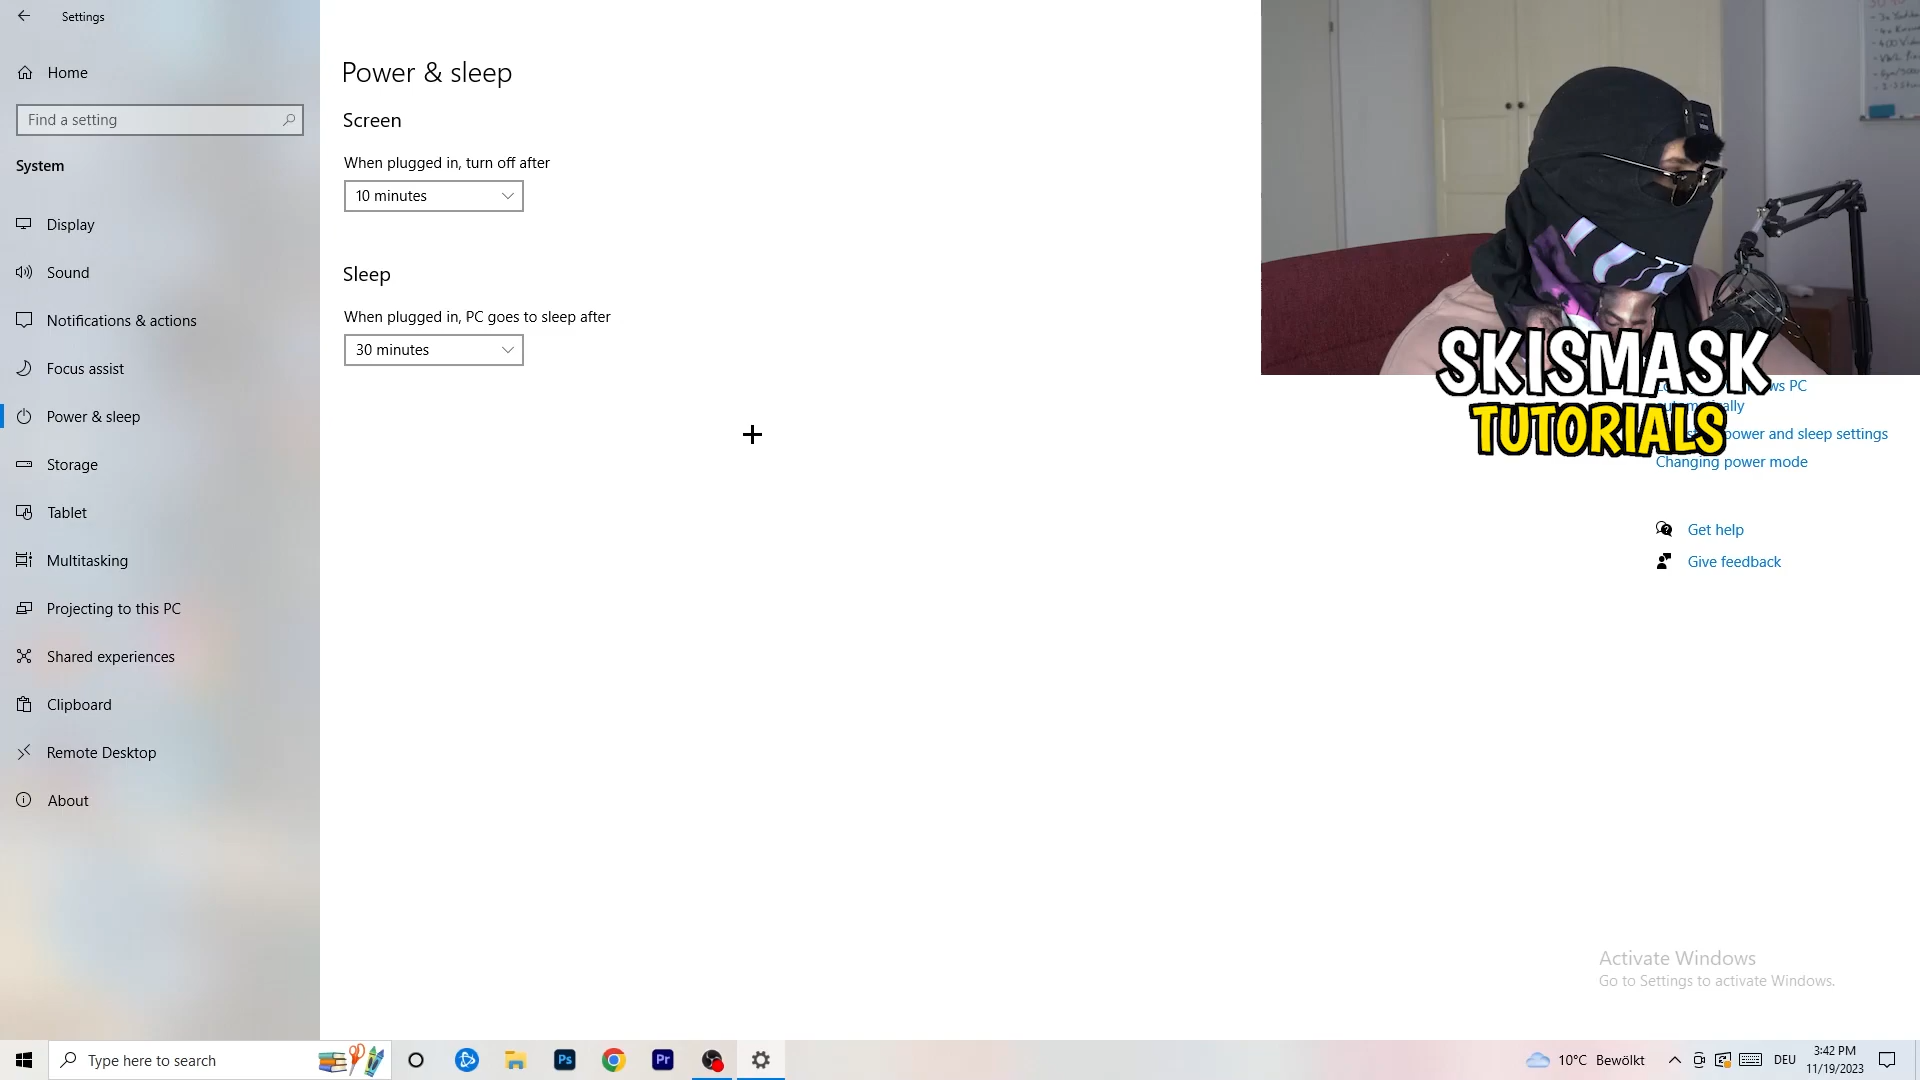 Settings
Home
Find a setting
System
Display
Sound
Notifications & actions
Focus assist
Power & sleep
Storage
Tablet
Multitasking
Projecting to this PC
Shared experiences
Clipboard
Remote Desktop
About
Power & sleep
Screen
When plugged in, turn off after
10 minutes
Sleep
When plugged in, PC goes to sleep after
30 minutes
SKISMASK
TUTORIALS
PC
power and sleep settings
Changing power mode
Get help
Give feedback
Activate Windows
Go to Settings to activate Windows.
Type here to search
Ps
Pr
10°C Bewölkt
DEU
3:42 PM
11/19/2023